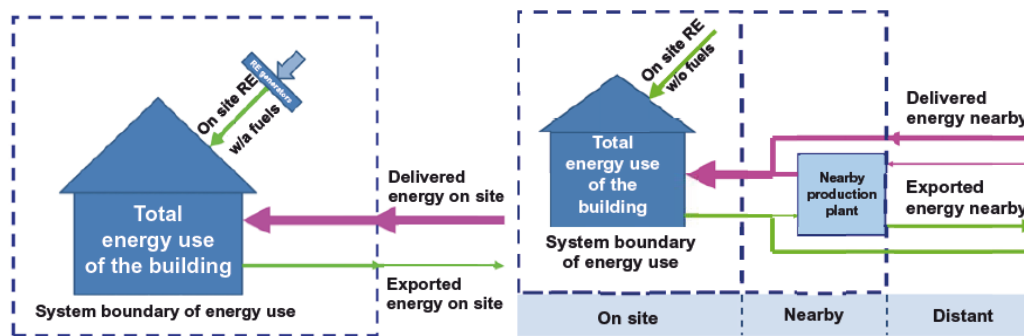 RE generators
On site RE
w/a fuels
Total
energy use
of the building
System boundary of energy use
Delivered
energy on site
Exported
energy on site
On site RE
w/o fuels
Total
energy use
of the
building
System boundary
of energy use
Nearby
production
plant
Delivered
energy nearby
Exported
energy nearby
On site
Nearby
Distant